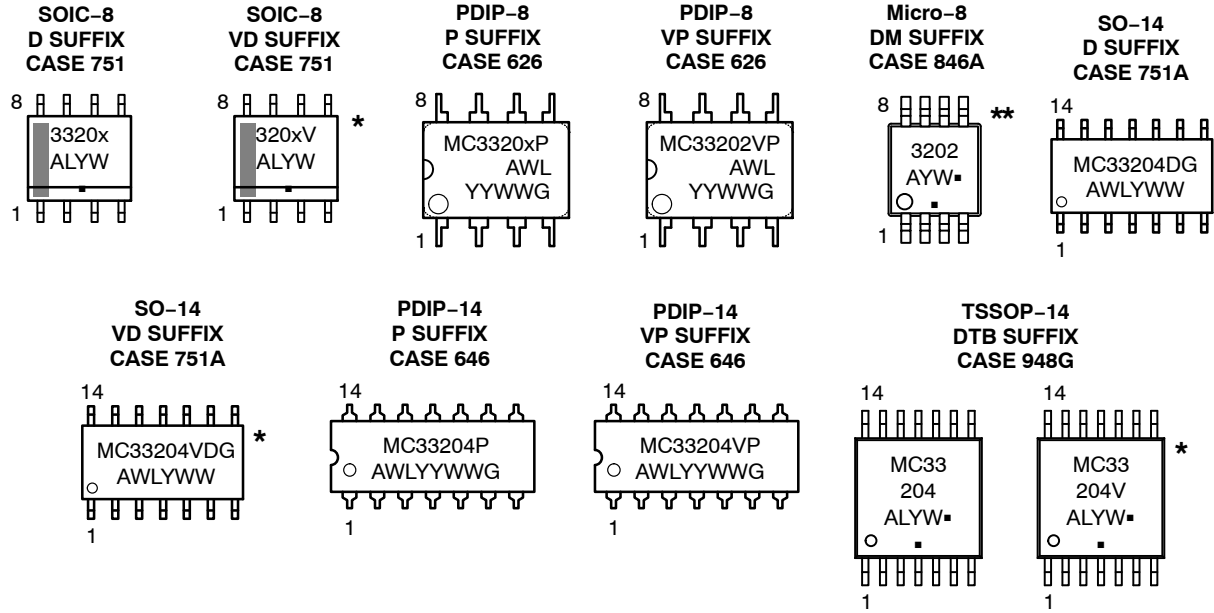 SOIC−8
D SUFFIX
CASE 751
8
3320x
ALYW
▪
1
SOIC−8
VD SUFFIX
CASE 751
8
320xV
ALYW
▪
*
1
PDIP−8
P SUFFIX
CASE 626
8
MC3320xP
AWL
YYWWG
1
PDIP−8
VP SUFFIX
CASE 626
8
MC33202VP
AWL
YYWWG
1
Micro−8
DM SUFFIX
CASE 846A
8
3202
AYW▪
▪
**
1
SO−14
D SUFFIX
CASE 751A
14
MC33204DG
AWLYWW
1
SO−14
VD SUFFIX
CASE 751A
14
MC33204VDG
AWLYWW
*
1
PDIP−14
P SUFFIX
CASE 646
14
MC33204P
AWLYYWWG
1
PDIP−14
VP SUFFIX
CASE 646
14
MC33204VP
AWLYYWWG
1
TSSOP−14
DTB SUFFIX
CASE 948G
14
MC33
204
ALYW▪
▪
1
14
MC33
204V
ALYW▪
▪
*
1